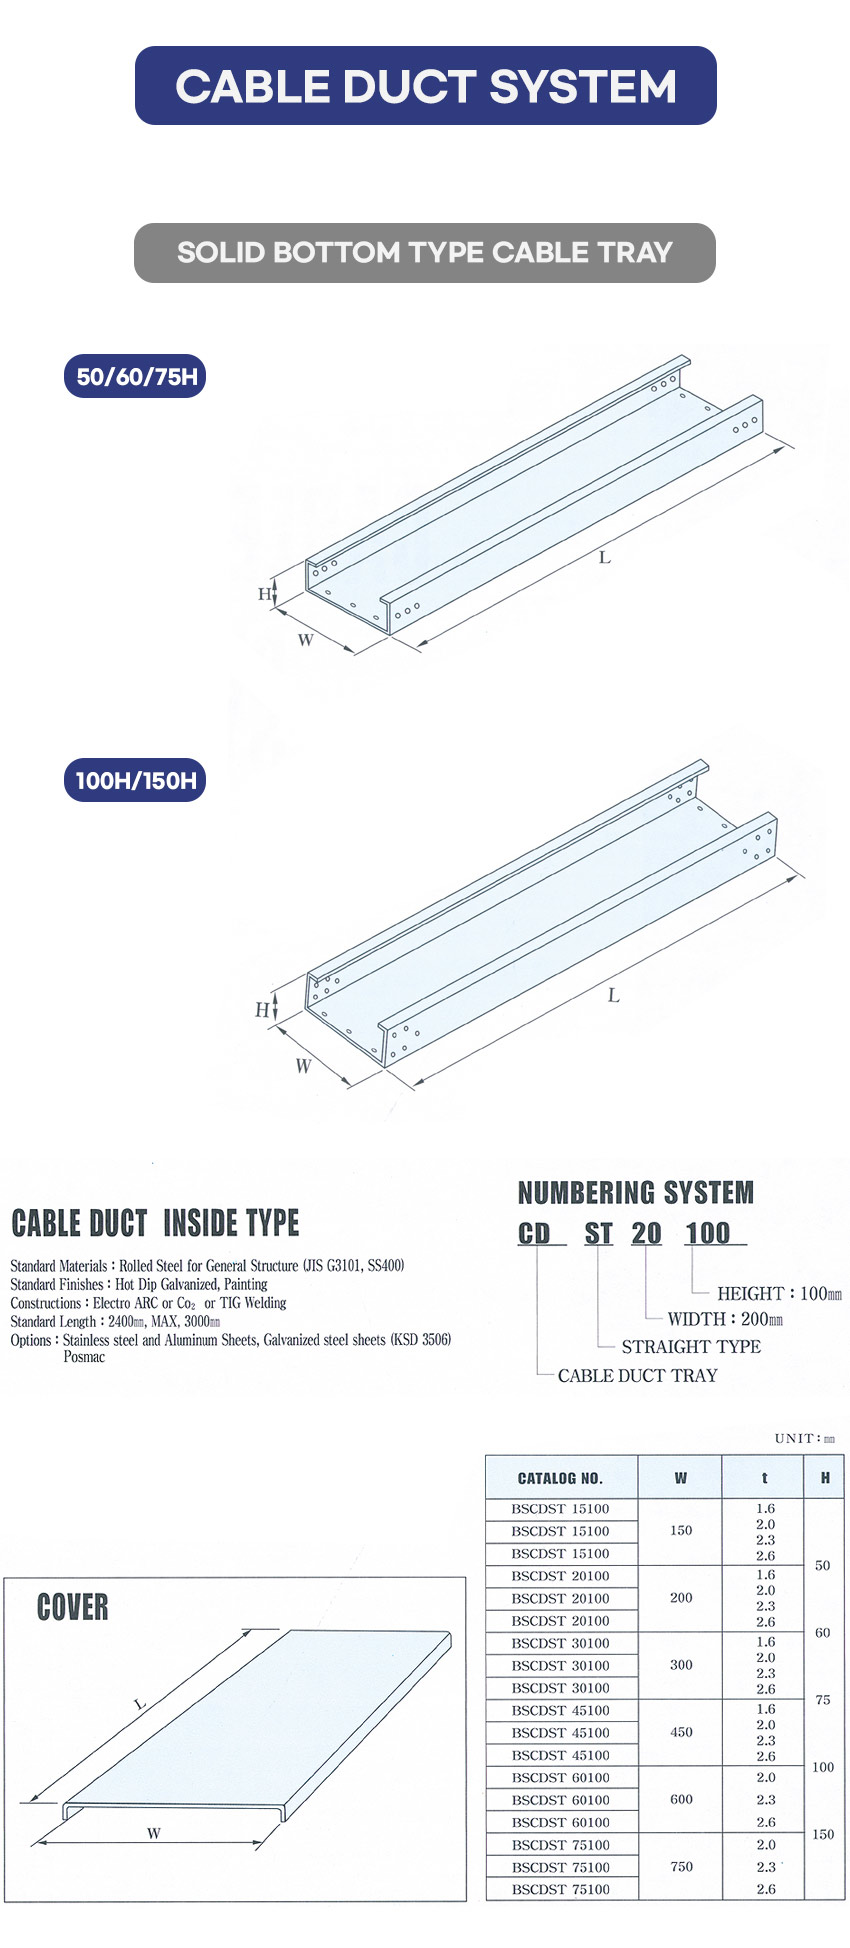 CABLE DUCT SYSTEM
SOLID BOTTOM TYPE CABLE TRAY
50/60/75H
H
W
L
100H/150H
H
W
L
CABLE DUCT INSIDE TYPE
Standard Materials : Rolled Steel for General Structure (JIS G3101, SS400)
Standard Finishes : Hot Dip Galvanized, Painting
Constructions : Electro ARC or Co₂ or TIG Welding
Standard Length : 2400㎜, MAX, 3000㎜
Options : Stainless steel and Aluminum Sheets, Galvanized steel sheets (KSD 3506)
Posmac
NUMBERING SYSTEM
CD ST 20 100
HEIGHT : 100㎜
WIDTH : 200㎜
STRAIGHT TYPE
CABLE DUCT TRAY
COVER
L
W
UNIT : ㎜
CATALOG NO. W t H
BSCDST 15100
BSCDST 15100
BSCDST 15100
150
1.6
2.0
2.3
2.6
BSCDST 20100
BSCDST 20100
BSCDST 20100
200
1.6
2.0
2.3
2.6
BSCDST 30100
BSCDST 30100
BSCDST 30100
300
1.6
2.0
2.3
2.6
BSCDST 45100
BSCDST 45100
BSCDST 45100
450
1.6
2.0
2.3
2.6
BSCDST 60100
BSCDST 60100
BSCDST 60100
600
2.0
2.3
2.6
BSCDST 75100
BSCDST 75100
BSCDST 75100
750
2.0
2.3
2.6
50
60
75
100
150